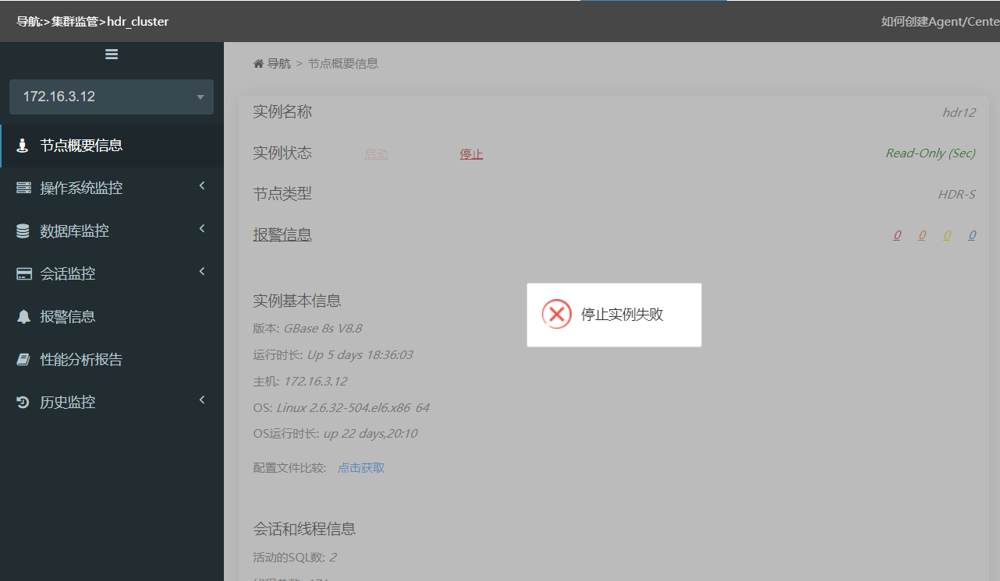 导航:>集群监管>hdr_cluster
如何创建Agent/Cente
172.16.3.12
节点概要信息
操作系统监控
数据库监控
会话监控
报警信息
性能分析报告
历史监控
导航 > 节点概要信息
实例名称 hdr12
实例状态 启动 停止 Read-Only (Sec)
节点类型 HDR-S
报警信息 0 0 0 0
停止实例失败
实例基本信息
版本: GBase 8s V8.8
运行时长: Up 5 days 18:36:03
主机: 172.16.3.12
OS: Linux 2.6.32-504.el6.x86_64
OS运行时长: up 22 days,20:10
配置文件比较: 点击获取
会话和线程信息
活动的SQL数: 2